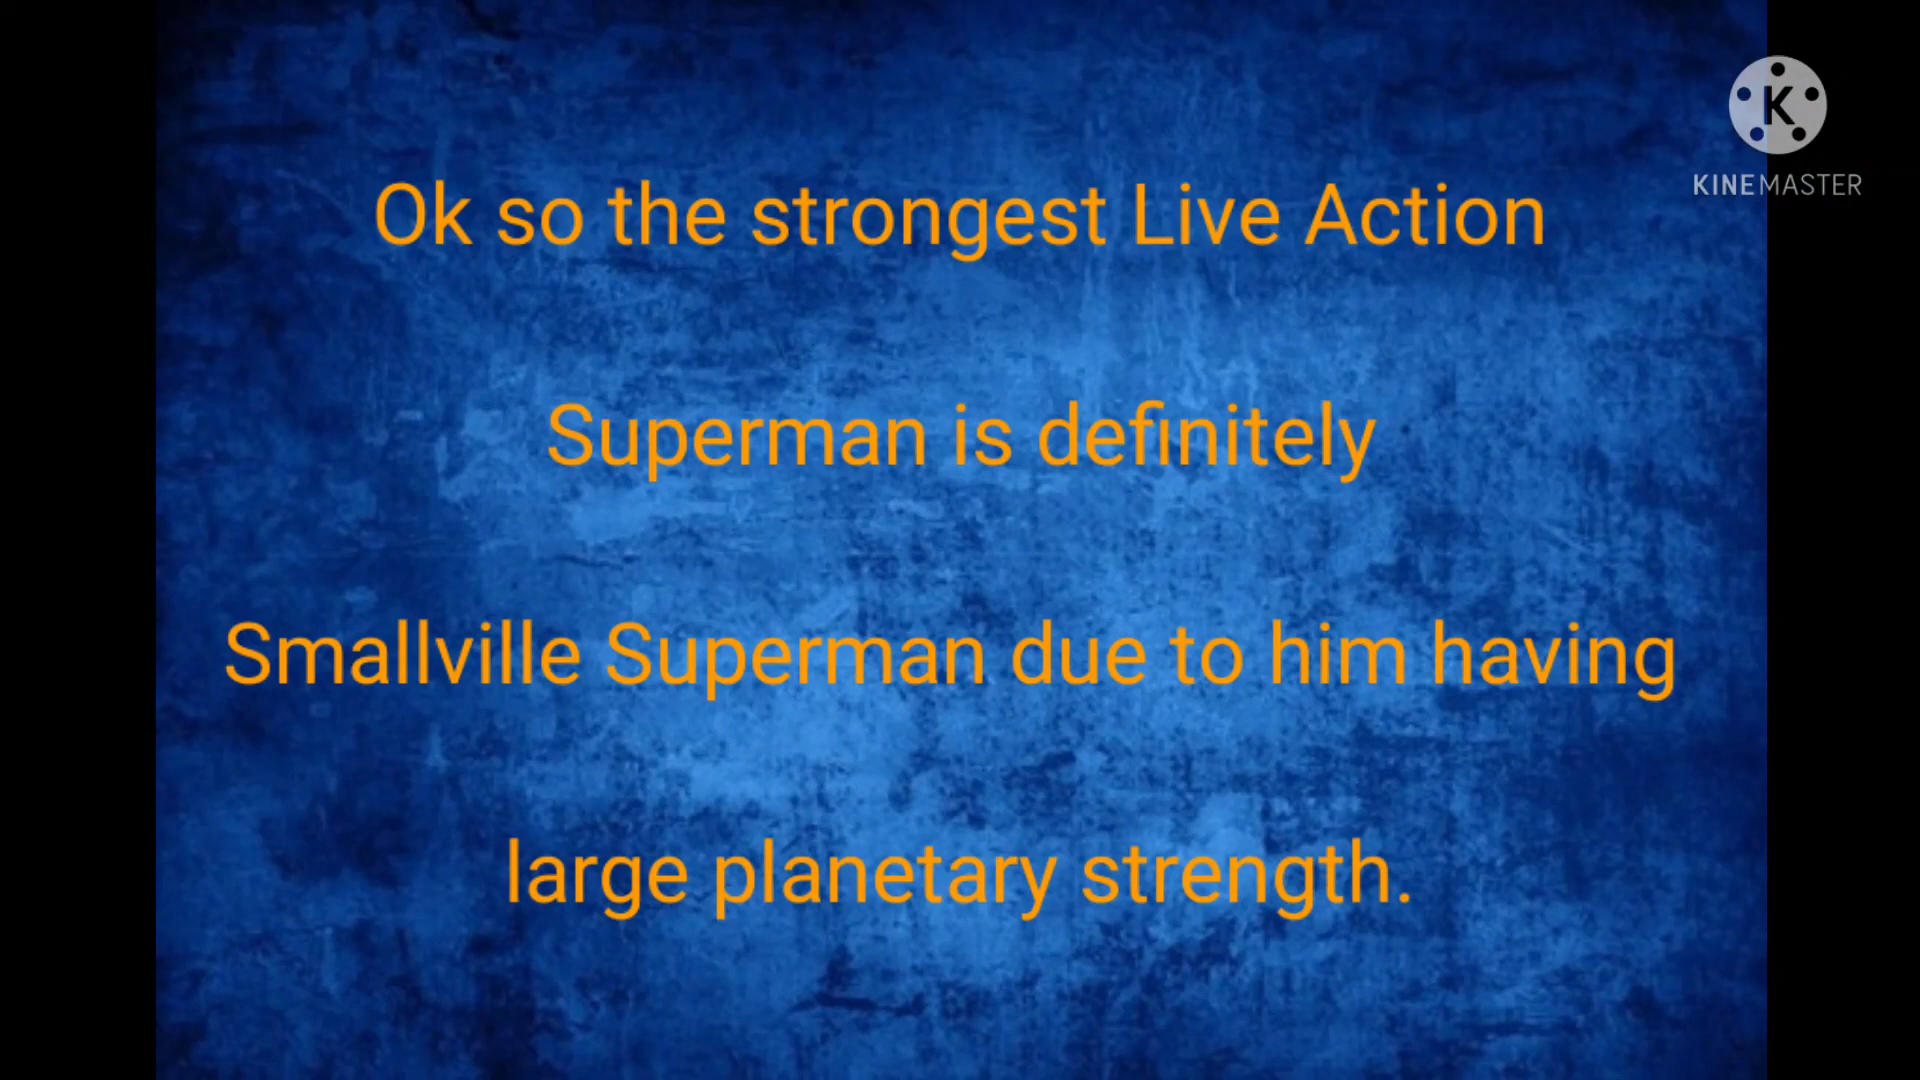 K
KINEMASTER
Ok so the strongest Live Action
Superman is definitely
Smallville Superman due to him having
large planetary strength.